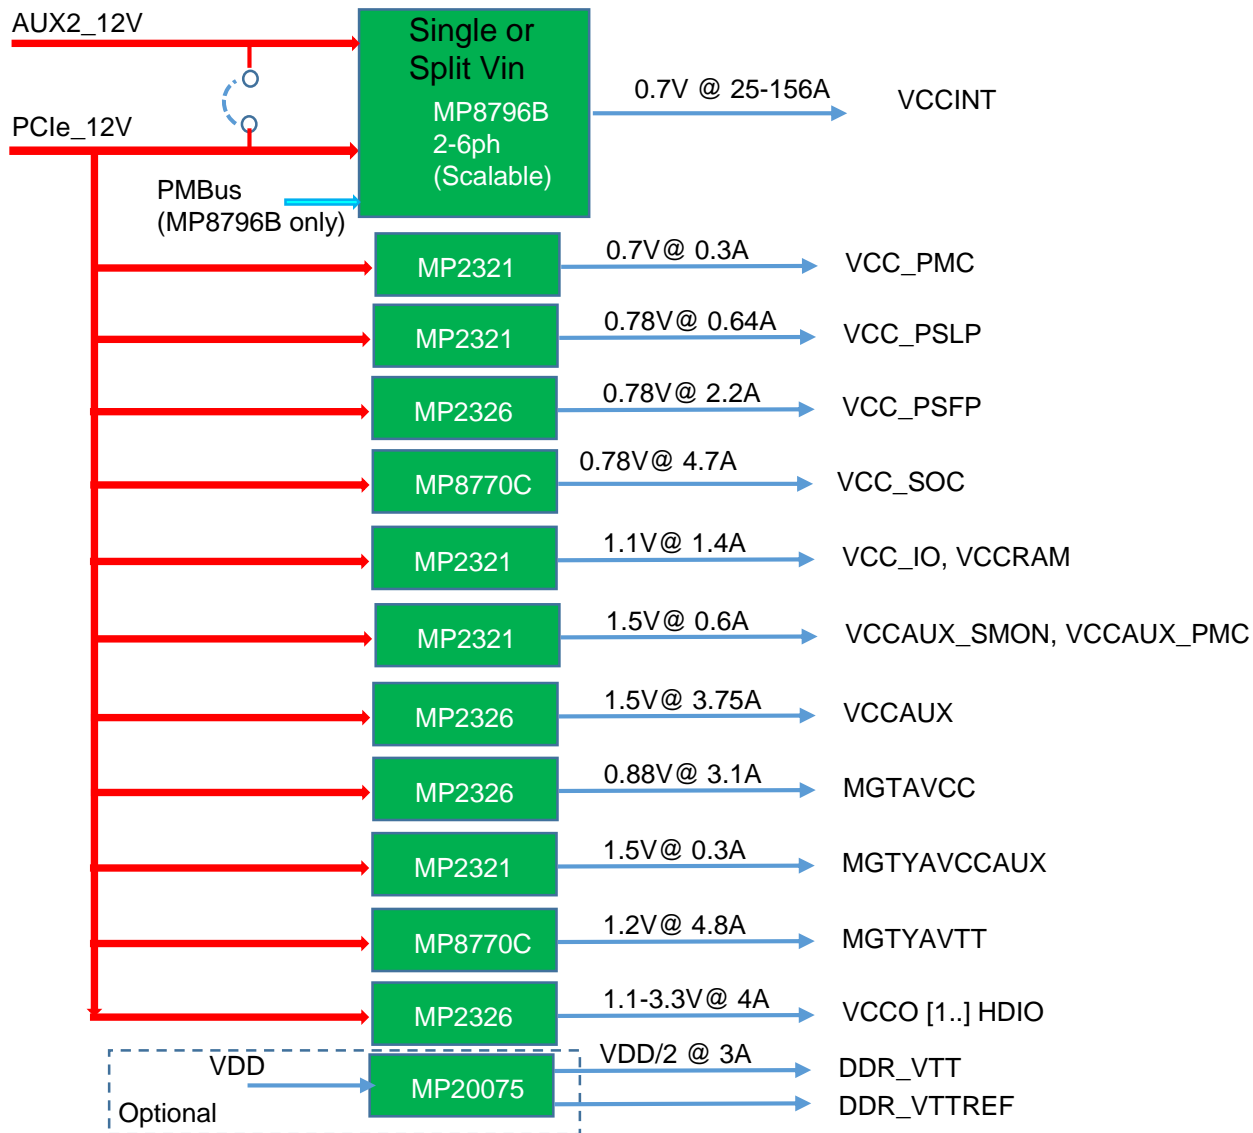 AUX2_12V
Single or
Split Vin
MP8796B
2-6ph
(Scalable)
0.7V @ 25-156A
VCCINT
PCIe_12V
PMBus
(MP8796B only)
MP2321
0.7V@ 0.3A
VCC_PMC
MP2321
0.78V@ 0.64A
VCC_PSLP
MP2326
0.78V@ 2.2A
VCC_PSFP
MP8770C
0.78V@ 4.7A
VCC_SOC
MP2321
1.1V@ 1.4A
VCC_IO, VCCRAM
MP2321
1.5V@ 0.6A
VCCAUX_SMON, VCCAUX_PMC
MP2326
1.5V@ 3.75A
VCCAUX
MP2326
0.88V@ 3.1A
MGTAVCC
MP2321
1.5V@ 0.3A
MGTYAVCCAUX
MP8770C
1.2V@ 4.8A
MGTYAVTT
MP2326
1.1-3.3V@ 4A
VCCO [1..] HDIO
VDD
Optional
MP20075
VDD/2 @ 3A
DDR_VTT
DDR_VTTREF